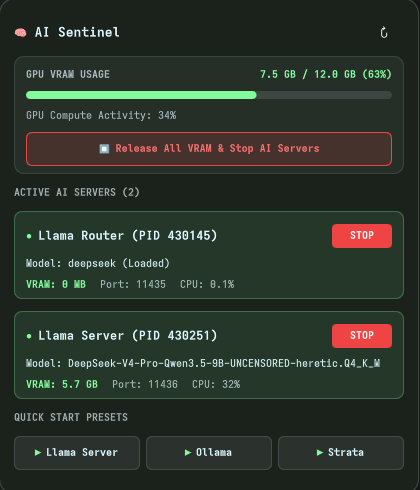 AI Sentinel
GPU VRAM USAGE 7.5 GB / 12.0 GB (63%)
GPU Compute Activity: 34%
Release All VRAM & Stop AI Servers
ACTIVE AI SERVERS (2)
Llama Router (PID 430145) STOP
Model: deepseek (Loaded)
VRAM: 0 MB Port: 11435 CPU: 0.1%
Llama Server (PID 430251) STOP
Model: DeepSeek-V4-Pro-Qwen3.5-9B-UNCENSORED-heretic.Q4_K_M
VRAM: 5.7 GB Port: 11436 CPU: 32%
QUICK START PRESETS
Llama Server Ollama Strata